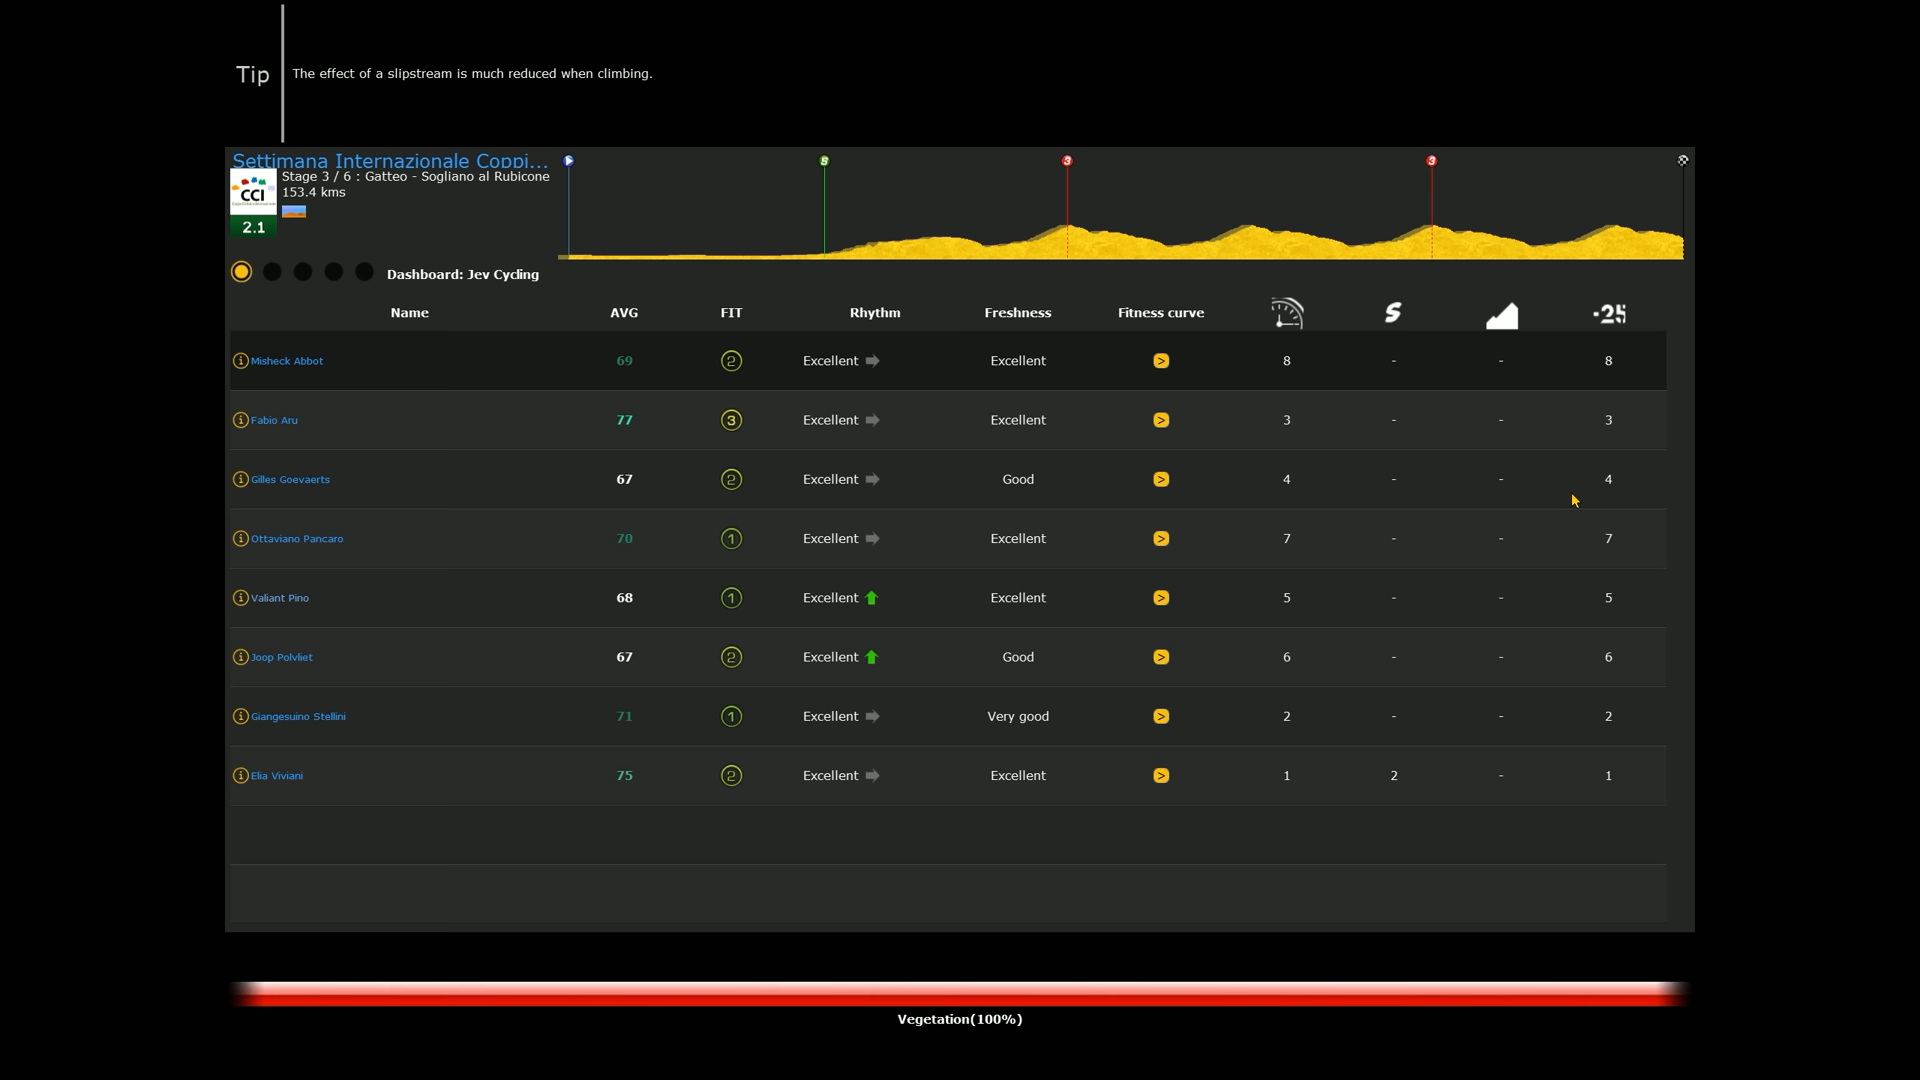 Tip
The effect of a slipstream is much reduced when climbing.
Settimana Internazionale Coppi...
Stage 3 / 6 : Gatteo - Sogliano al Rubicone
153.4 kms
CCI
2.1
S
3
3
Dashboard: Jev Cycling
Name AVG FIT Rhythm Freshness Fitness curve S -25
Misheck Abbot 69 2 Excellent Excellent > 8 - - 8
Fabio Aru 77 3 Excellent Excellent > 3 - - 3
Gilles Goevaerts 67 2 Excellent Good > 4 - - 4
Ottaviano Pancaro 70 1 Excellent Excellent > 7 - - 7
Valiant Pino 68 1 Excellent Excellent > 5 - - 5
Joop Polvliet 67 2 Excellent Good > 6 - - 6
Giangesuino Stellini 71 1 Excellent Very good > 2 - - 2
Elia Viviani 75 2 Excellent Excellent > 1 2 - 1
Vegetation(100%)